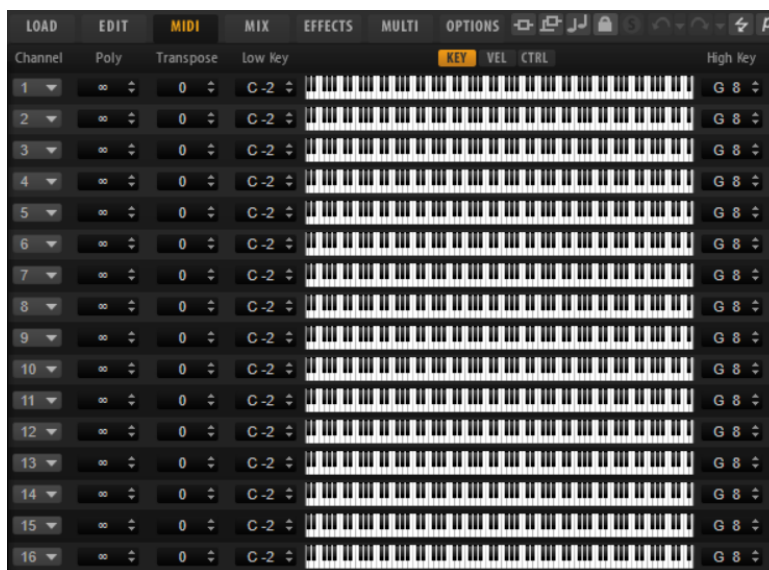 LOAD EDIT MIDI MIX EFFECTS MULTI OPTIONS S
Channel Poly Transpose Low Key KEY VEL CTRL High Key
1 ∞ 0 C -2 G 8
2 ∞ 0 C -2 G 8
3 ∞ 0 C -2 G 8
4 ∞ 0 C -2 G 8
5 ∞ 0 C -2 G 8
6 ∞ 0 C -2 G 8
7 ∞ 0 C -2 G 8
8 ∞ 0 C -2 G 8
9 ∞ 0 C -2 G 8
10 ∞ 0 C -2 G 8
11 ∞ 0 C -2 G 8
12 ∞ 0 C -2 G 8
13 ∞ 0 C -2 G 8
14 ∞ 0 C -2 G 8
15 ∞ 0 C -2 G 8
16 ∞ 0 C -2 G 8